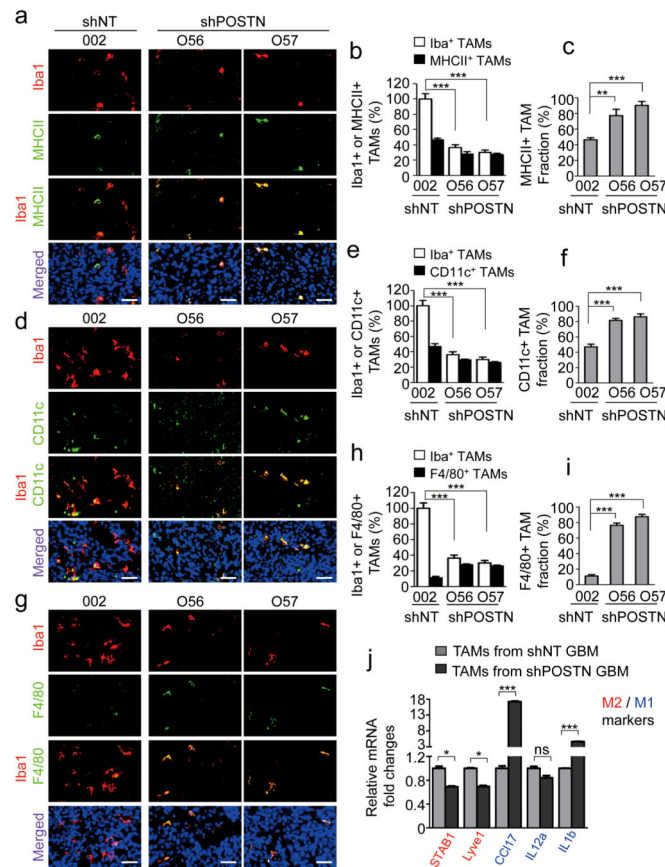 a
shNT shPOSTN
002 O56 O57
Iba1
MHCII
Iba1
MHCII
Merged
b
Iba⁺ TAMs
MHCII⁺ TAMs
***
***
Iba1+ or MHCII+
TAMs (%)
120
100
80
60
40
20
0
002 O56 O57
shNT shPOSTN
c
MHCII+ TAM
Fraction (%)
***
**
100
80
60
40
20
0
002 O56 O57
shNT shPOSTN
d
002 O56 O57
Iba1
CD11c
Iba1
CD11c
Merged
e
Iba⁺ TAMs
CD11c⁺ TAMs
***
***
Iba1+ or CD11c+
TAMs (%)
120
100
80
60
40
20
0
002 O56 O57
shNT shPOSTN
f
CD11c+ TAM
fraction (%)
***
***
100
80
60
40
20
0
002 O56 O57
shNT shPOSTN
g
002 O56 O57
Iba1
F4/80
Iba1
F4/80
Merged
h
Iba⁺ TAMs
F4/80⁺ TAMs
***
***
Iba1+ or F4/80+
TAMs (%)
120
100
80
60
40
20
0
002 O56 O57
shNT shPOSTN
i
F4/80+ TAM
fraction (%)
***
***
100
80
60
40
20
0
002 O56 O57
shNT shPOSTN
j
TAMs from shNT GBM
TAMs from shPOSTN GBM
M2 / M1
markers
Relative mRNA
fold changes
18
13
8
3
1.2
0.8
0.4
0
*
*
***
ns
***
STAB1
Lyve1
CCl17
IL12a
IL1b